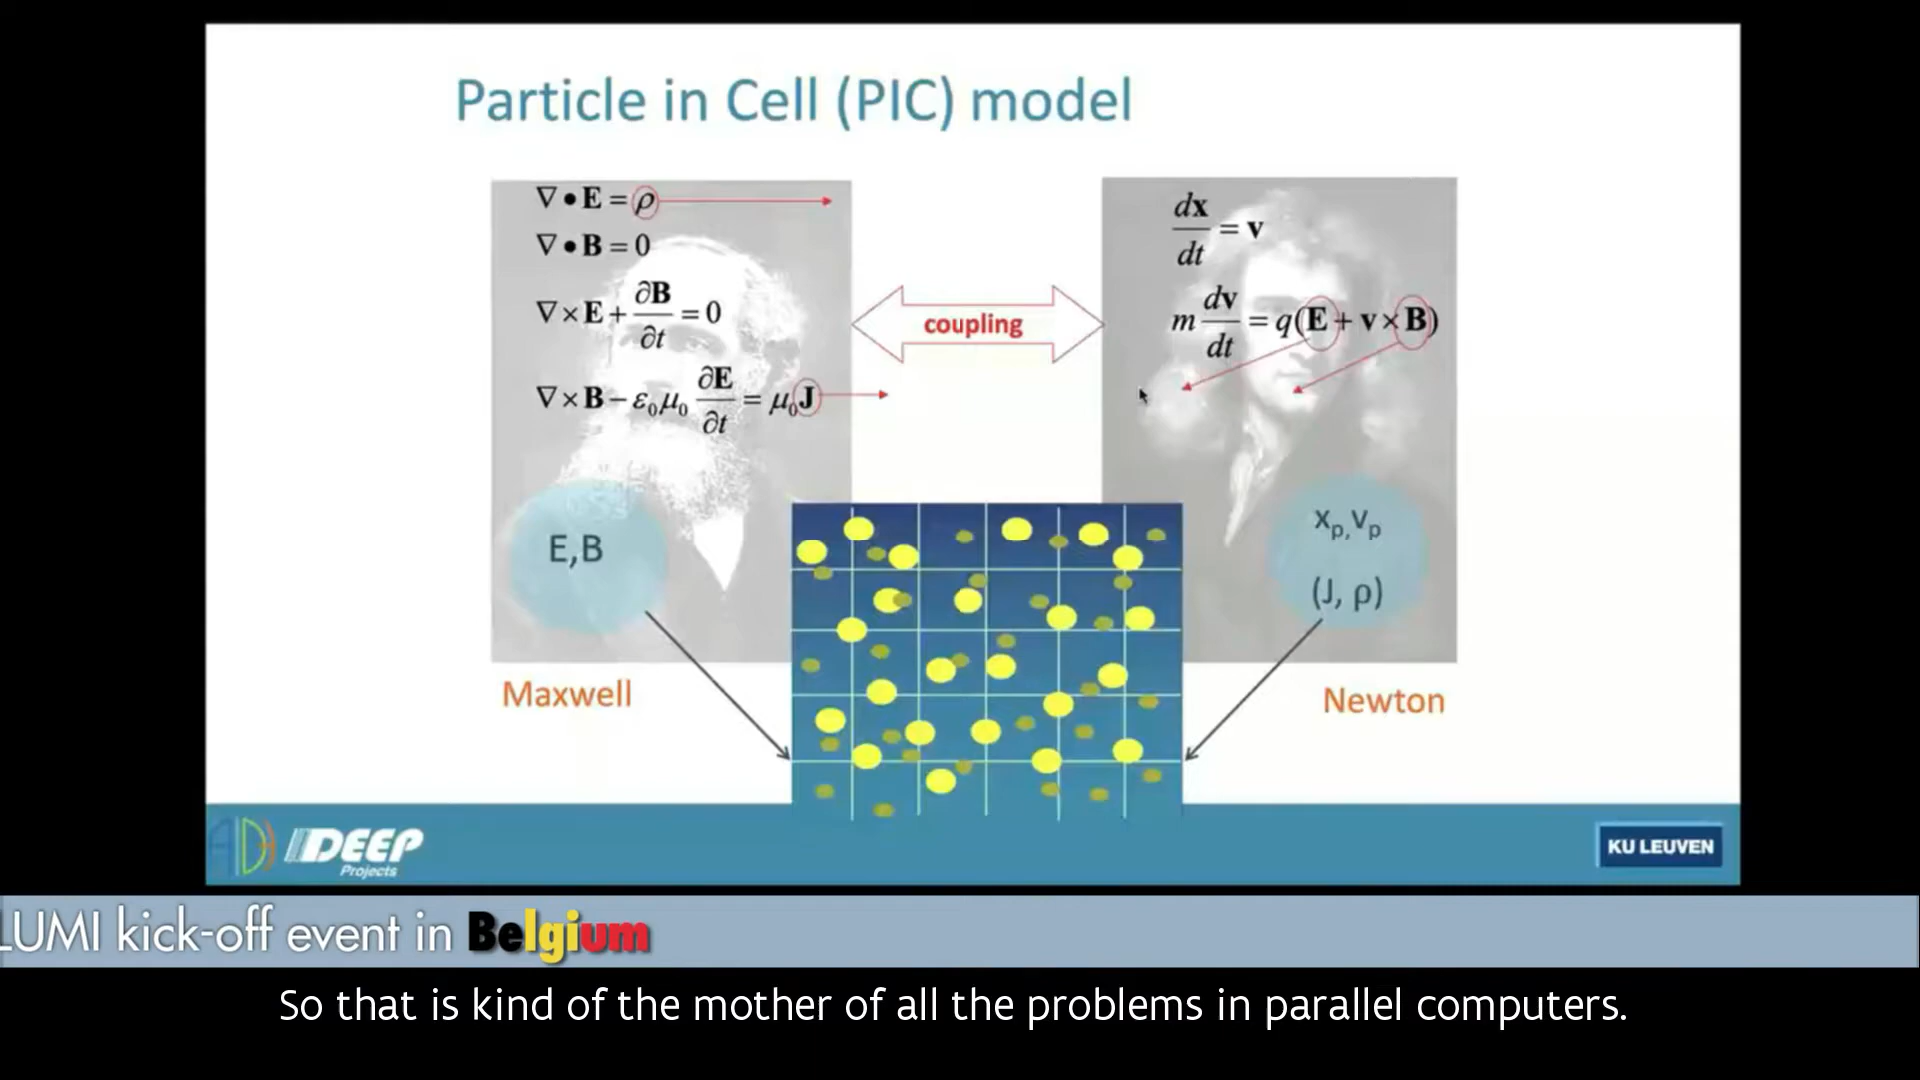 Particle in Cell (PIC) model
∇•E = ρ
∇•B = 0
∇×E + ∂B/∂t = 0
∇×B − ε₀μ₀ ∂E/∂t = μ₀J
coupling
dx/dt = v
m dv/dt = q(E + v×B)
E,B
xₚ,vₚ
(J, ρ)
Maxwell
Newton
DEEP
Projects
KU LEUVEN
LUMI kick-off event in Belgium
So that is kind of the mother of all the problems in parallel computers.